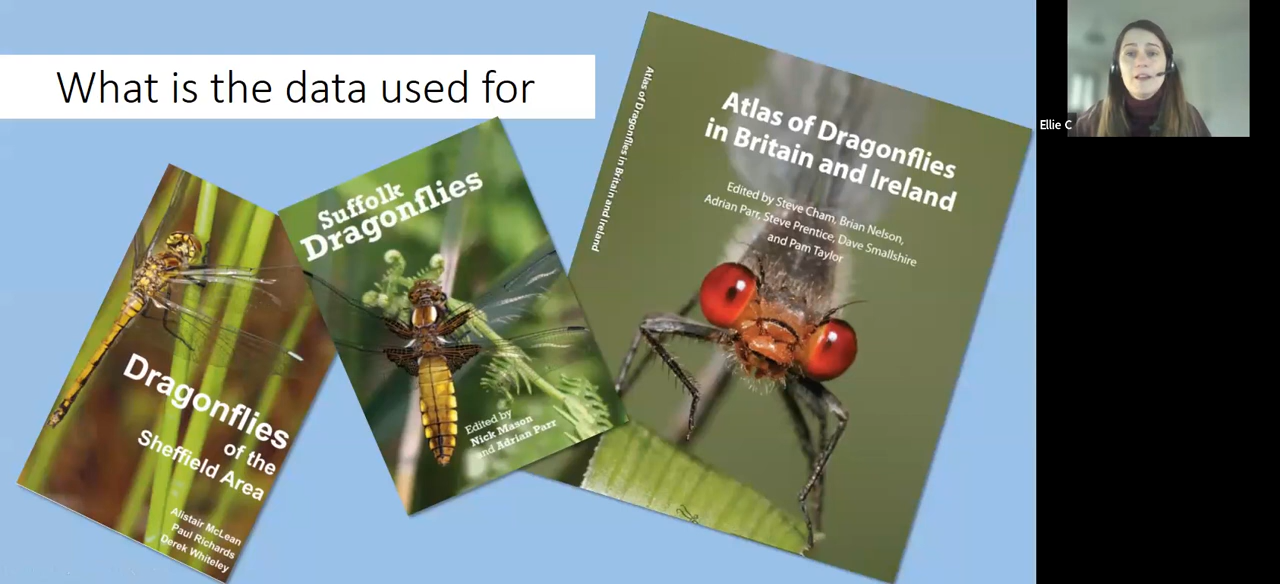 What is the data used for
Dragonflies
of the
Sheffield Area
Alistair McLean
Paul Richards
Derek Whiteley
Suffolk
Dragonflies
Edited by
Nick Mason
and Adrian Parr
Atlas of Dragonflies in Britain and Ireland
Atlas of Dragonflies
in Britain and Ireland
Edited by Steve Cham, Brian Nelson,
Adrian Parr, Steve Prentice, Dave Smallshire
and Pam Taylor
Ellie C